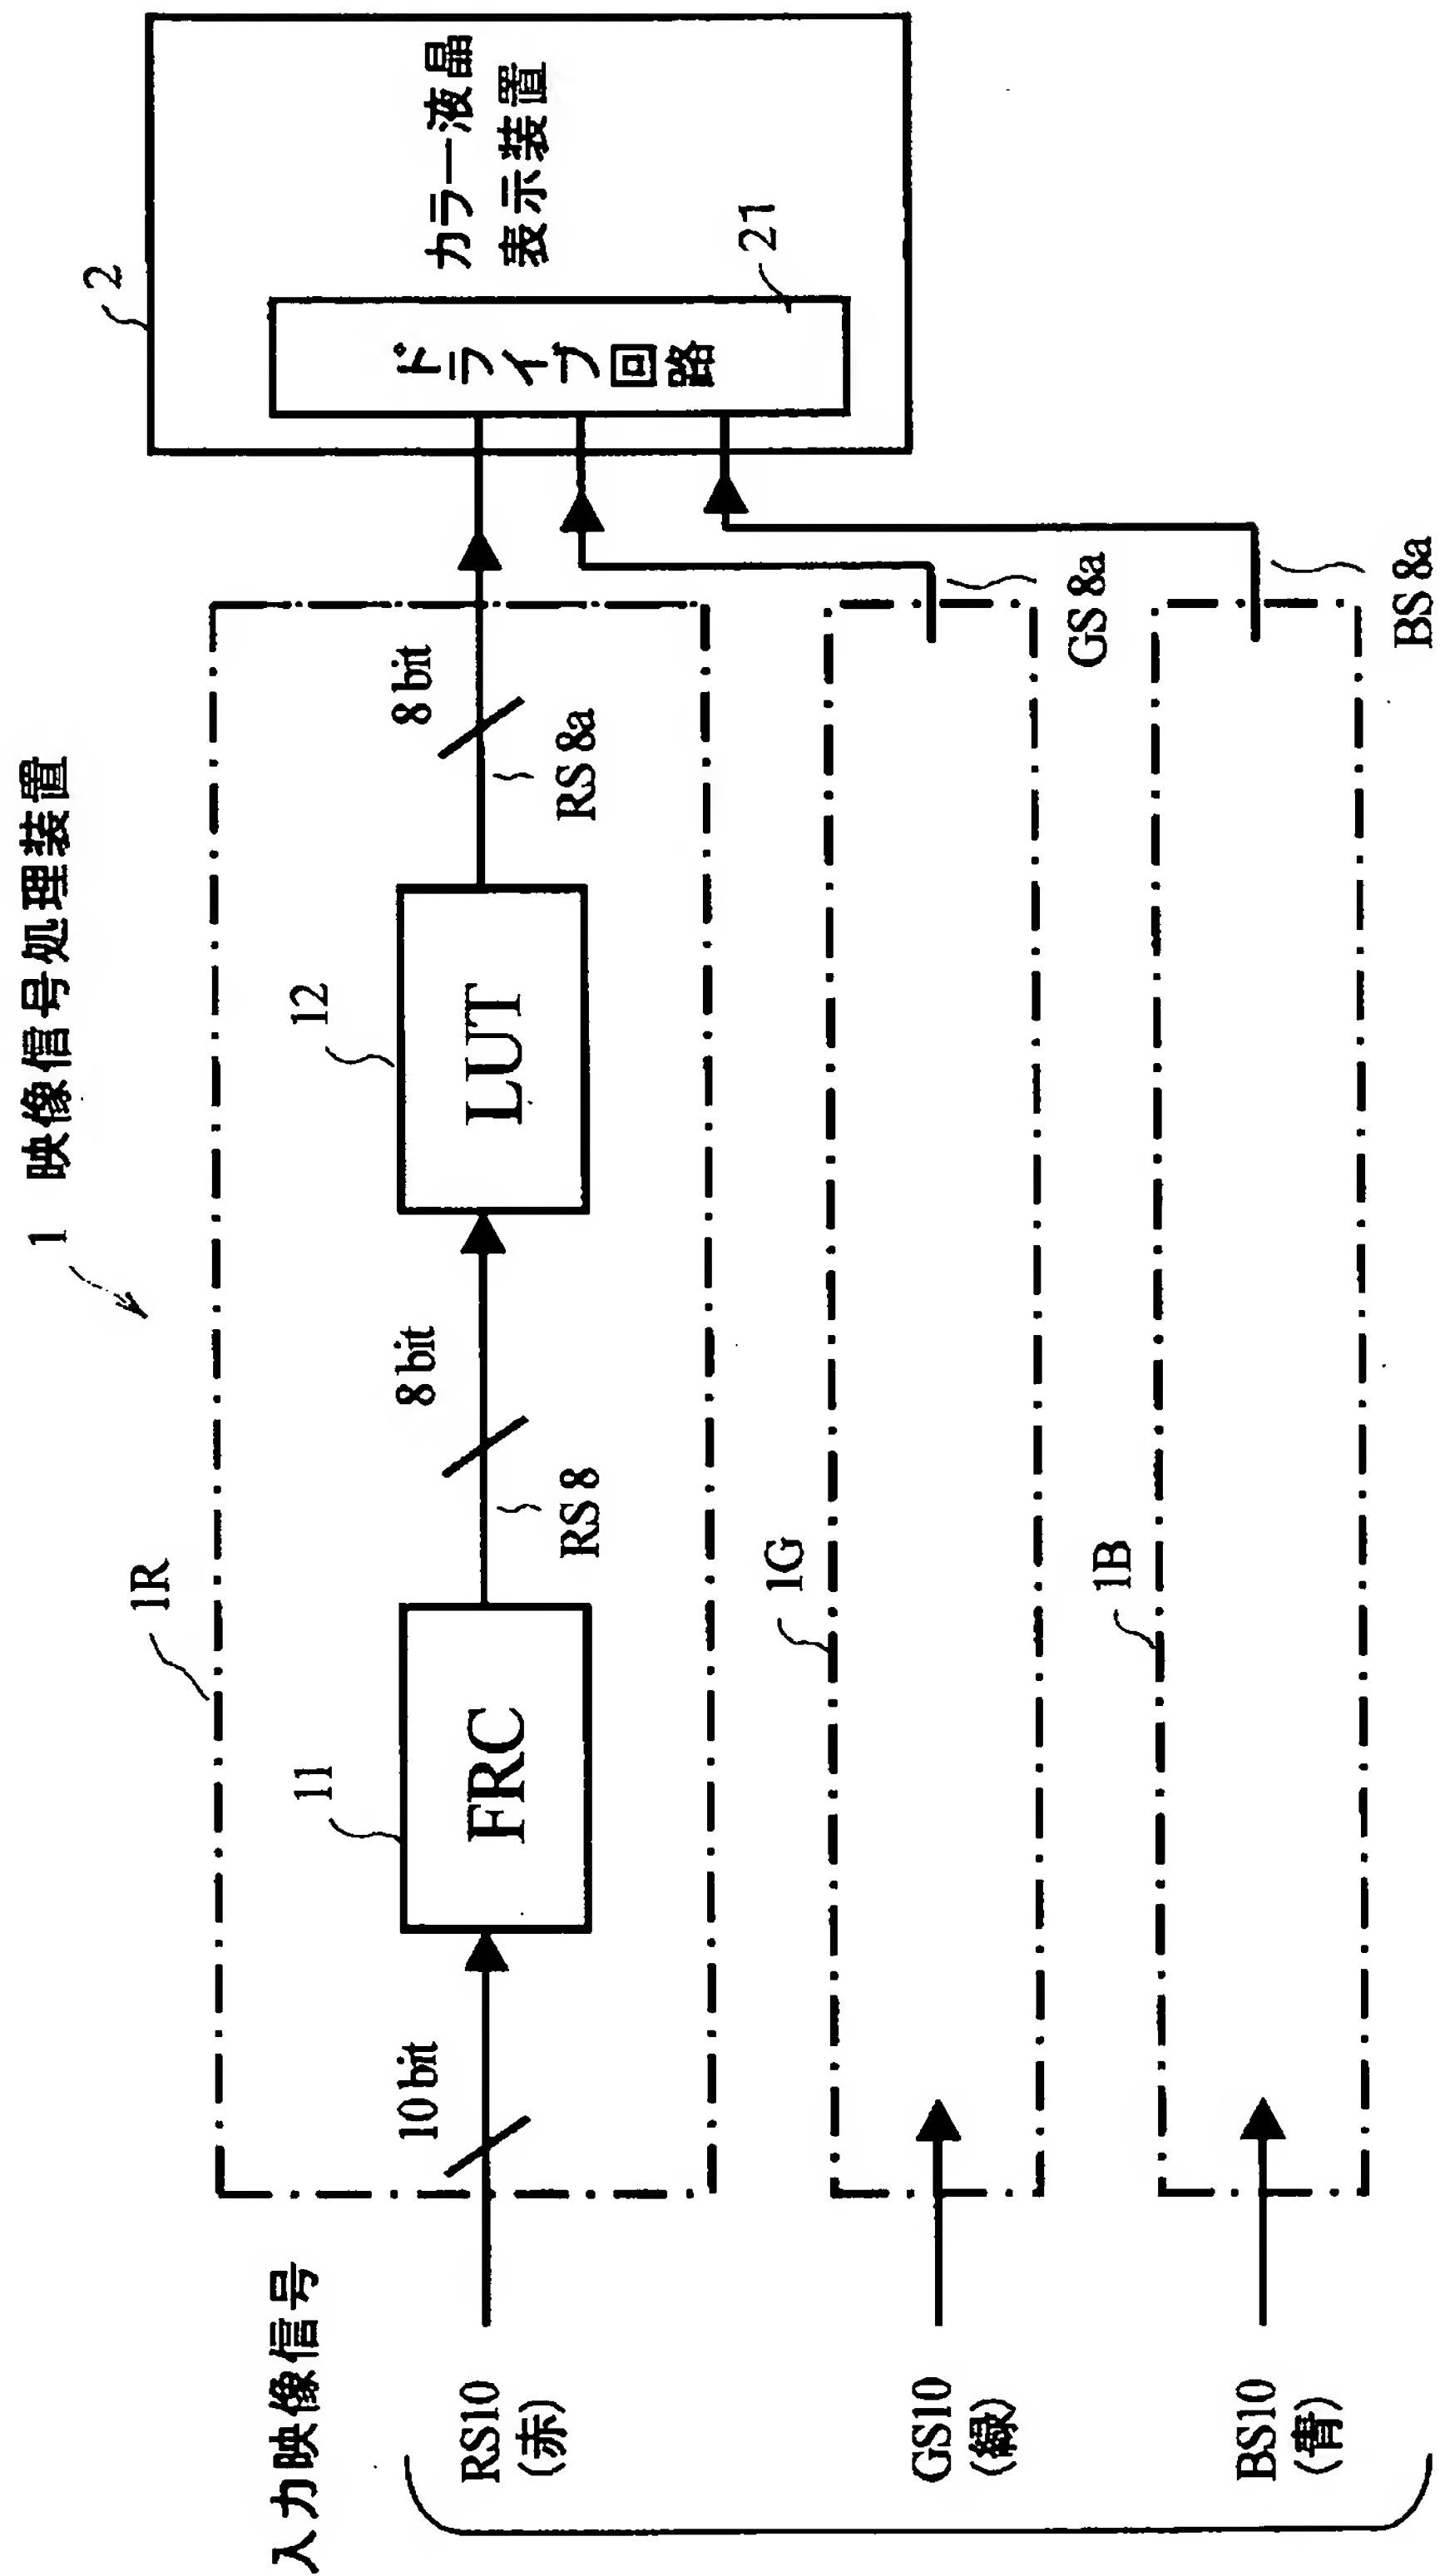 1 映像信号処理装置
入力映像信号
1R
RS10
(赤)
10 bit
11
FRC
RS 8
8 bit
12
LUT
RS 8a
8 bit
2
カラー液晶
表示装置
ドライブ回路
21
1G
GS10
(緑)
GS 8a
1B
BS10
(青)
BS 8a